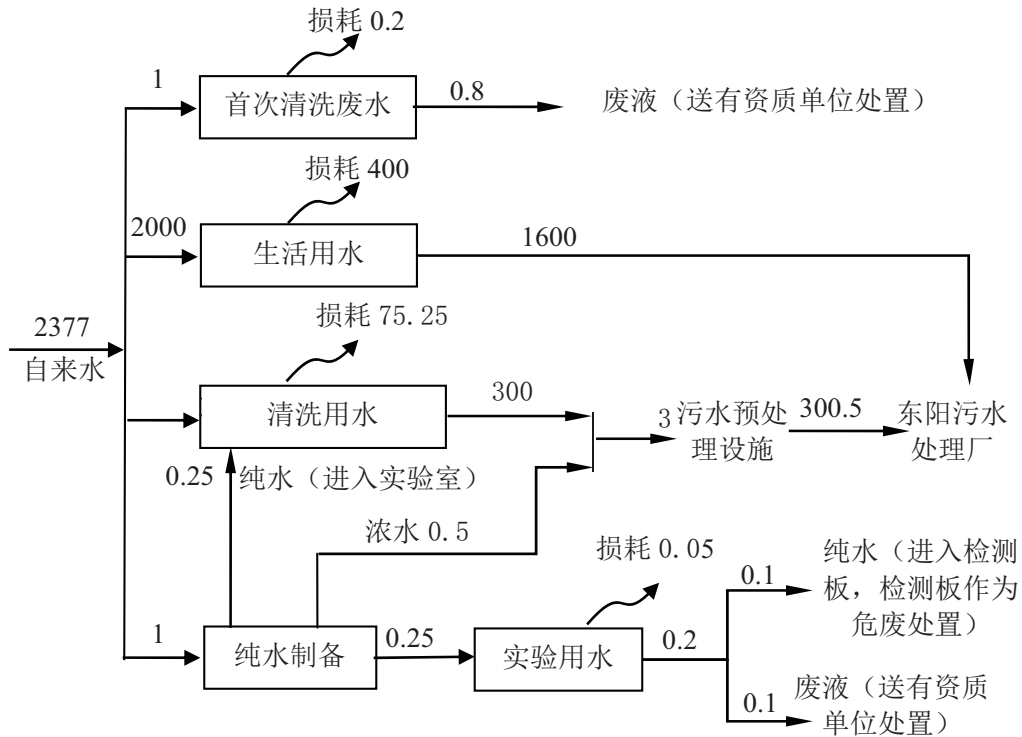 损耗 0.2
1
首次清洗废水
0.8
废液（送有资质单位处置）
损耗 400
2000
生活用水
1600
损耗 75.25
2377
自来水
清洗用水
300
3
污水预处
理设施
300.5
东阳污水
处理厂
0.25
纯水（进入实验室）
浓水 0.5
损耗 0.05
纯水（进入检测
板，检测板作为
危废处置）
0.1
1
纯水制备
0.25
实验用水
0.2
0.1
废液（送有资质
单位处置）